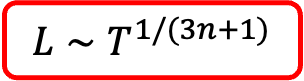 L ~ T^{1/(3n+1)}